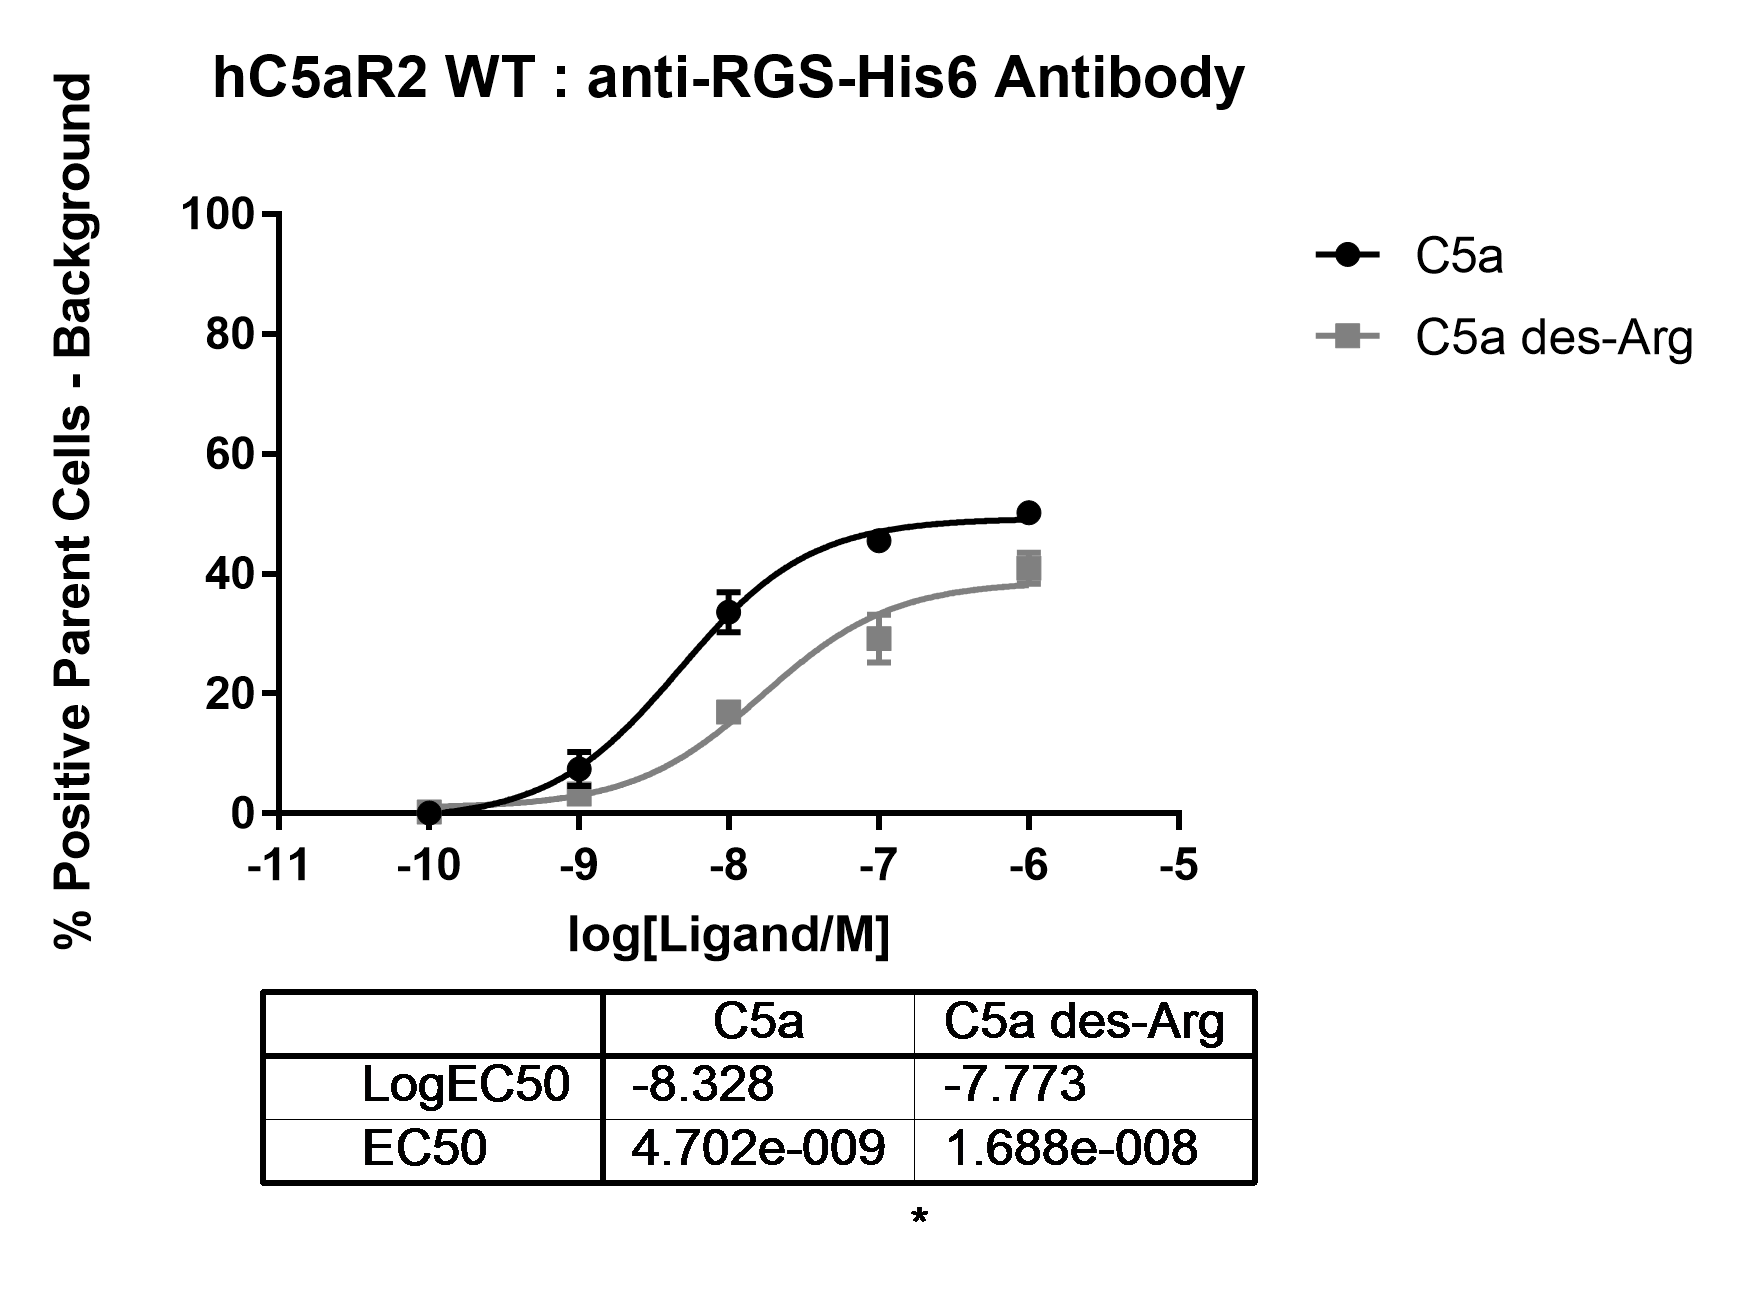 hC5aR2 WT : anti-RGS-His6 Antibody
% Positive Parent Cells - Background
100
80
60
40
20
0
-11 -10 -9 -8 -7 -6 -5
log[Ligand/M]
C5a
C5a des-Arg
C5a C5a des-Arg
LogEC50 -8.328 -7.773
EC50 4.702e-009 1.688e-008
*